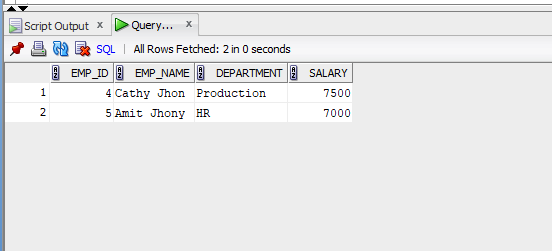 Script Output x Query... x
SQL | All Rows Fetched: 2 in 0 seconds
EMP_ID EMP_NAME DEPARTMENT SALARY
1 4 Cathy Jhon Production 7500
2 5 Amit Jhony HR 7000